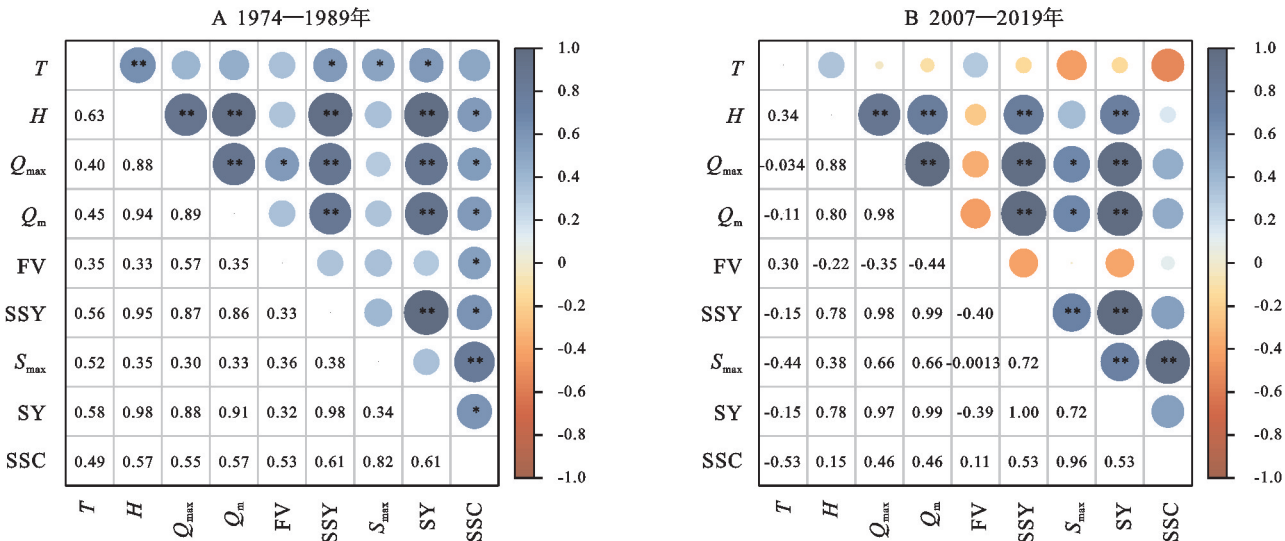 A 1974—1989年
T ** * * *
H 0.63 ** ** ** ** *
Qmax 0.40 0.88 ** * ** ** *
Qm 0.45 0.94 0.89 ** ** *
FV 0.35 0.33 0.57 0.35 *
SSY 0.56 0.95 0.87 0.86 0.33 ** *
Smax 0.52 0.35 0.30 0.33 0.36 0.38 **
SY 0.58 0.98 0.88 0.91 0.32 0.98 0.34 *
SSC 0.49 0.57 0.55 0.57 0.53 0.61 0.82 0.61
T H Qmax Qm FV SSY Smax SY SSC
1.0
0.8
0.6
0.4
0.2
0
-0.2
-0.4
-0.6
-0.8
-1.0
B 2007—2019年
T
H 0.34 ** ** ** **
Qmax -0.034 0.88 ** ** * **
Qm -0.11 0.80 0.98 ** * **
FV 0.30 -0.22 -0.35 -0.44
SSY -0.15 0.78 0.98 0.99 -0.40 ** **
Smax -0.44 0.38 0.66 0.66 -0.0013 0.72 ** **
SY -0.15 0.78 0.97 0.99 -0.39 1.00 0.72
SSC -0.53 0.15 0.46 0.46 0.11 0.53 0.96 0.53
T H Qmax Qm FV SSY Smax SY SSC
1.0
0.8
0.6
0.4
0.2
0
-0.2
-0.4
-0.6
-0.8
-1.0